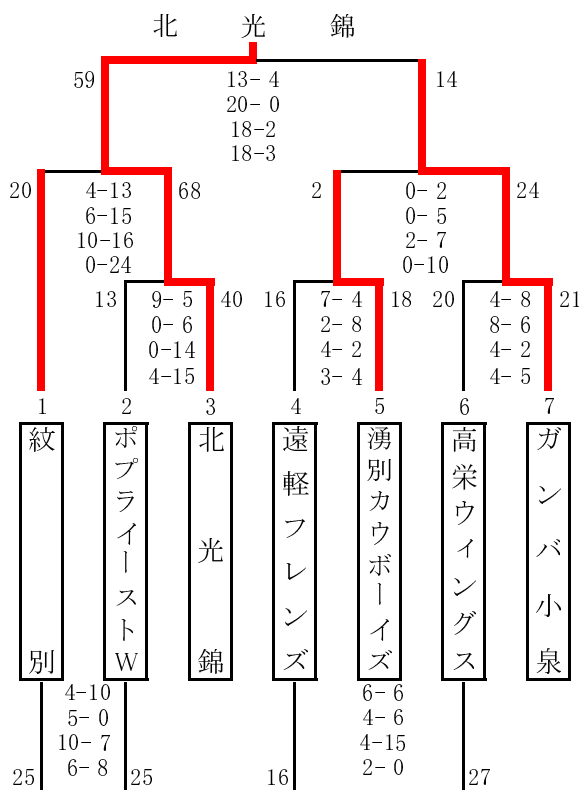 北光錦
59 14
13- 4
20- 0
18-2
18-3
20 68 2 24
4-13 0- 2
6-15 0- 5
10-16 2- 7
0-24 0-10
13 40 16 18 20 21
9- 5 7- 4 4- 8
0- 6 2- 8 8- 6
0-14 4- 2 4- 2
4-15 3- 4 4- 5
1 2 3 4 5 6 7
紋別
ポプライーストW
北光錦
遠軽フレンズ
湧別カウボーイズ
高栄ウィングス
ガンバ小泉
4-10 6- 6
5- 0 4- 6
10- 7 4-15
6- 8 2- 0
25 25 16 27